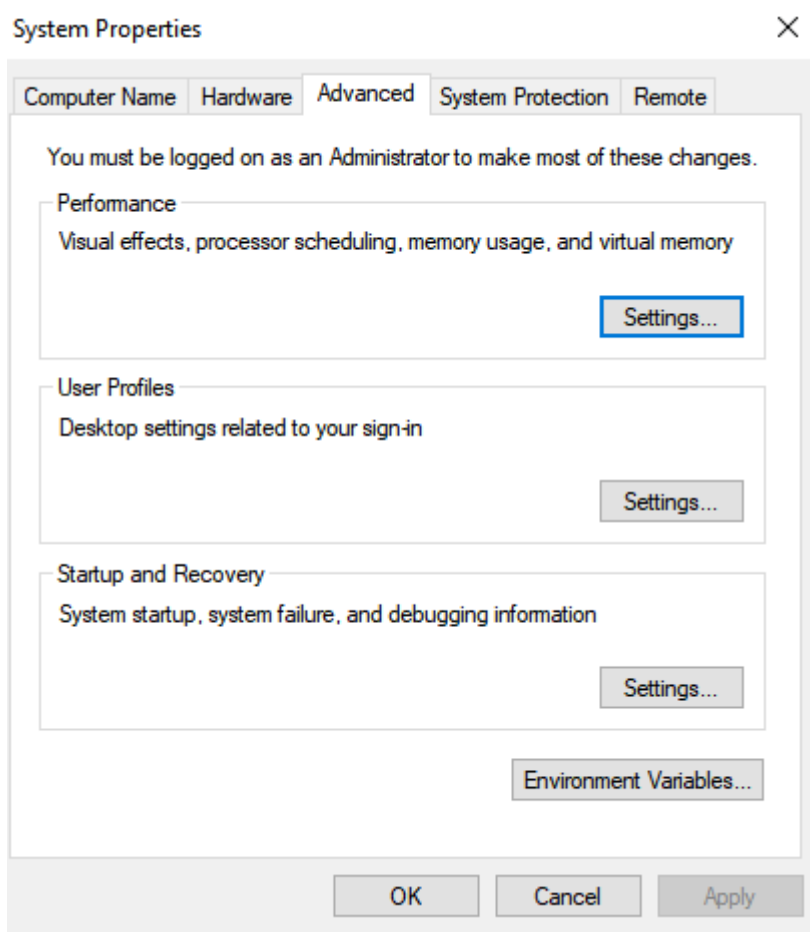 System Properties
Computer Name Hardware Advanced System Protection Remote
You must be logged on as an Administrator to make most of these changes.
Performance
Visual effects, processor scheduling, memory usage, and virtual memory
Settings...
User Profiles
Desktop settings related to your sign-in
Settings...
Startup and Recovery
System startup, system failure, and debugging information
Settings...
Environment Variables...
OK Cancel Apply